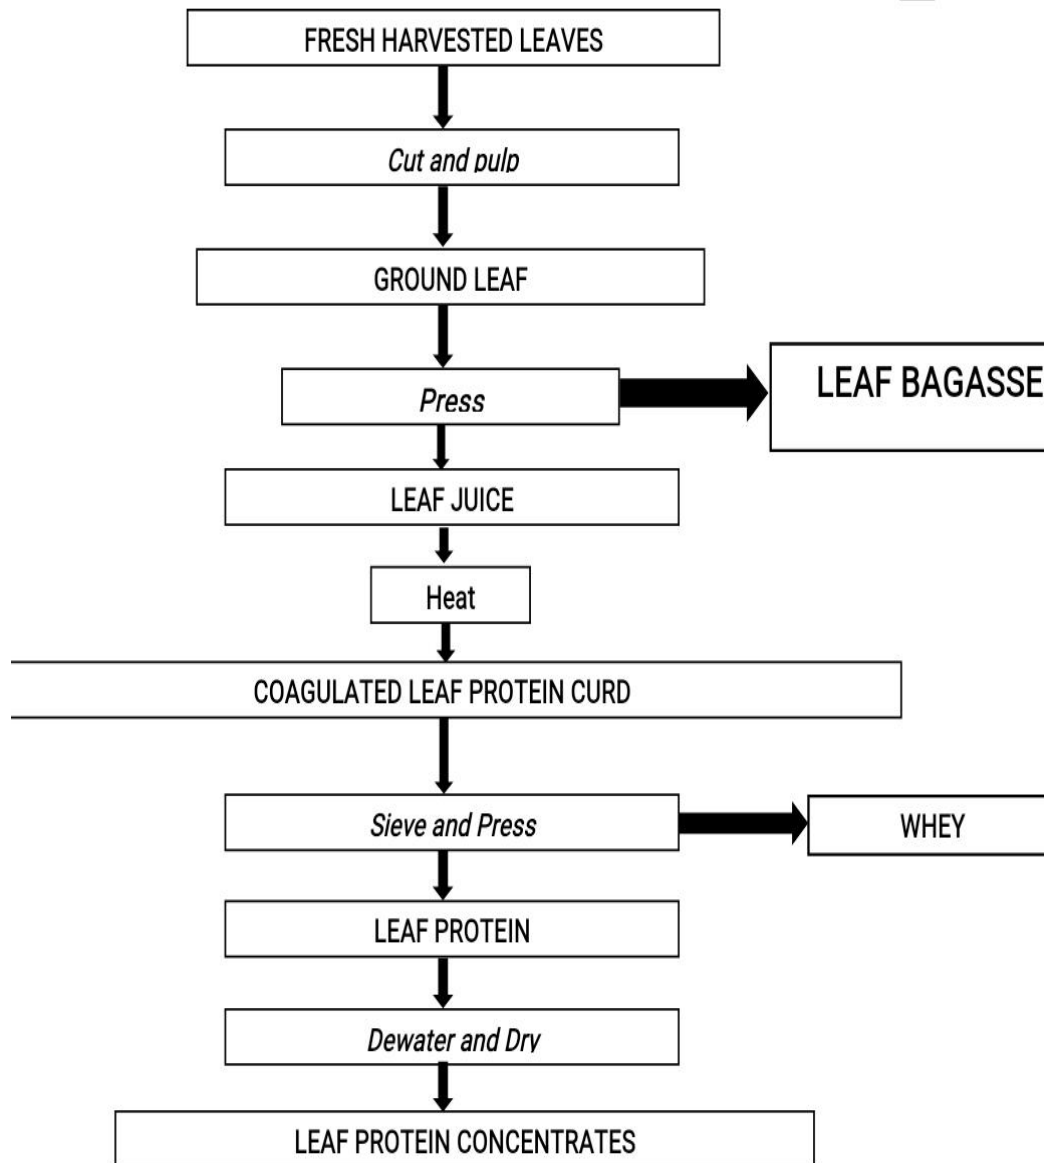 FRESH HARVESTED LEAVES
Cut and pulp
GROUND LEAF
Press
LEAF BAGASSE
LEAF JUICE
Heat
COAGULATED LEAF PROTEIN CURD
Sieve and Press
WHEY
LEAF PROTEIN
Dewater and Dry
LEAF PROTEIN CONCENTRATES